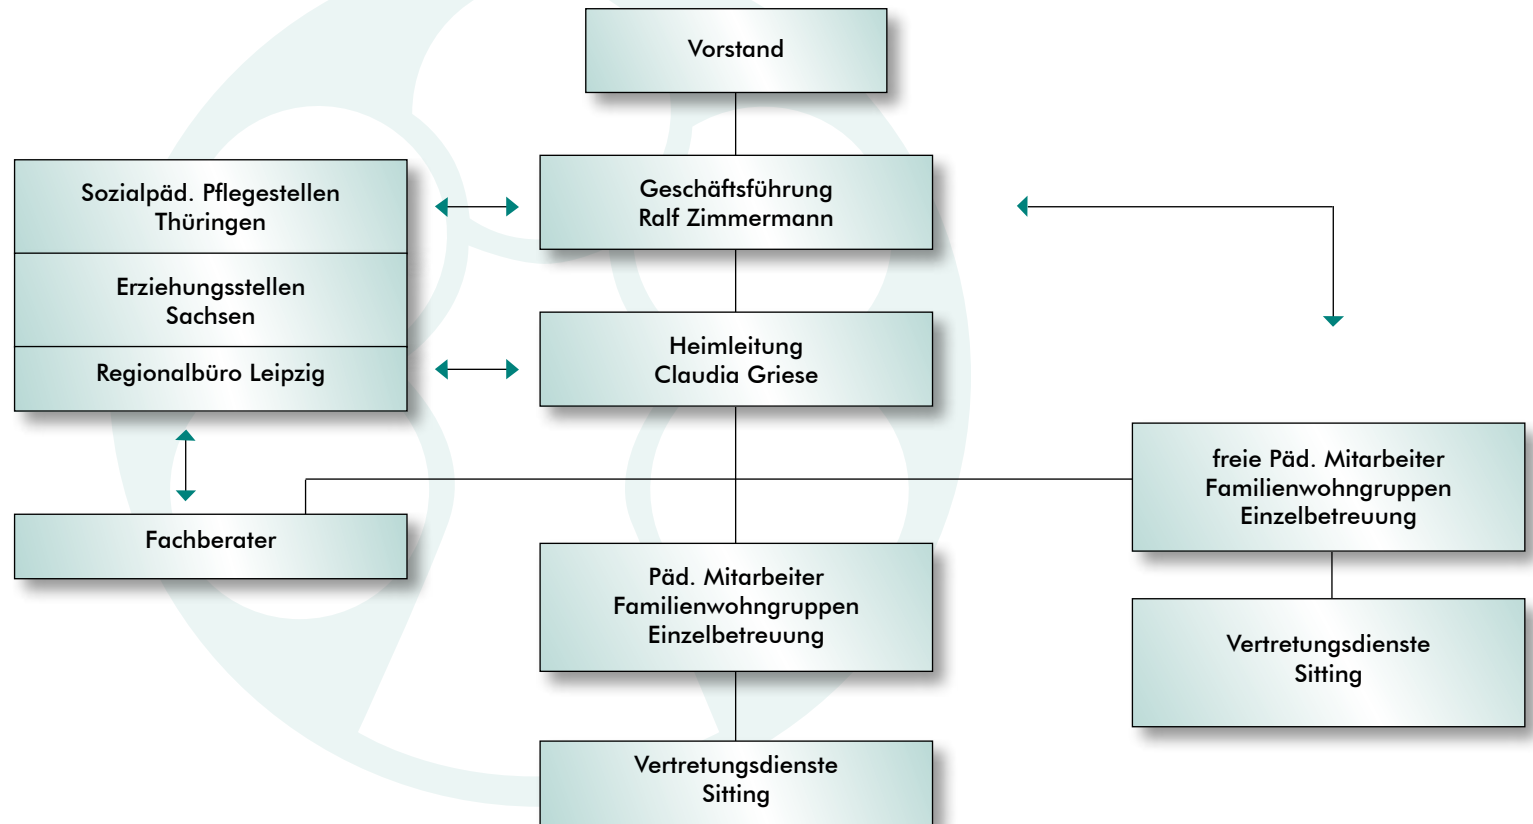 Vorstand
Geschäftsführung
Ralf Zimmermann
Sozialpäd. Pflegestellen
Thüringen
Erziehungsstellen
Sachsen
Regionalbüro Leipzig
Heimleitung
Claudia Griese
Fachberater
Päd. Mitarbeiter
Familienwohngruppen
Einzelbetreuung
Vertretungsdienste
Sitting
freie Päd. Mitarbeiter
Familienwohngruppen
Einzelbetreuung
Vertretungsdienste
Sitting